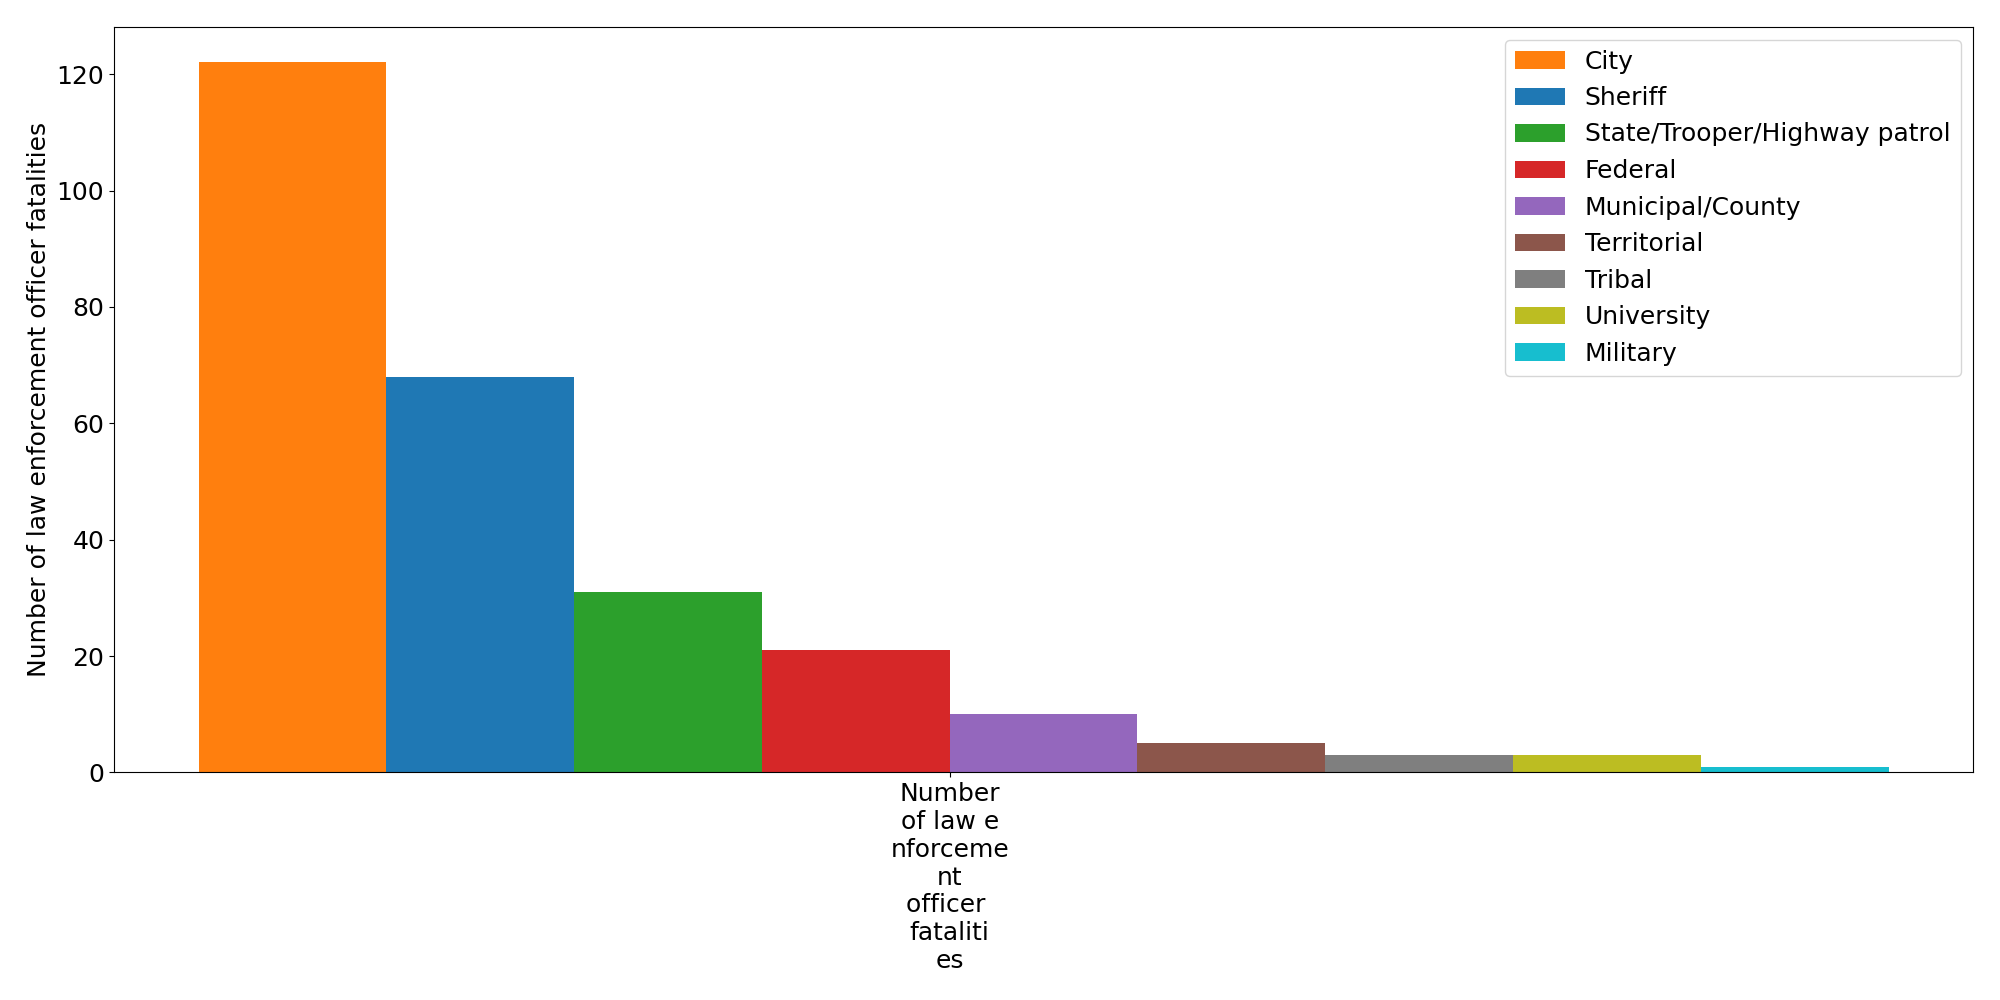 Number of law enforcement officer fatalities
120
100
80
60
40
20
0
City
Sheriff
State/Trooper/Highway patrol
Federal
Municipal/County
Territorial
Tribal
University
Military
Number
of law e
nforceme
nt
officer
fataliti
es